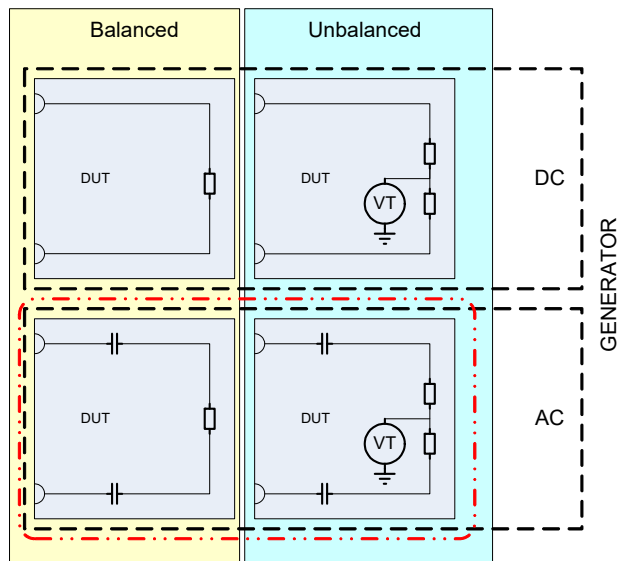 Balanced
Unbalanced
DUT
DUT
VT
DC
GENERATOR
DUT
DUT
VT
AC